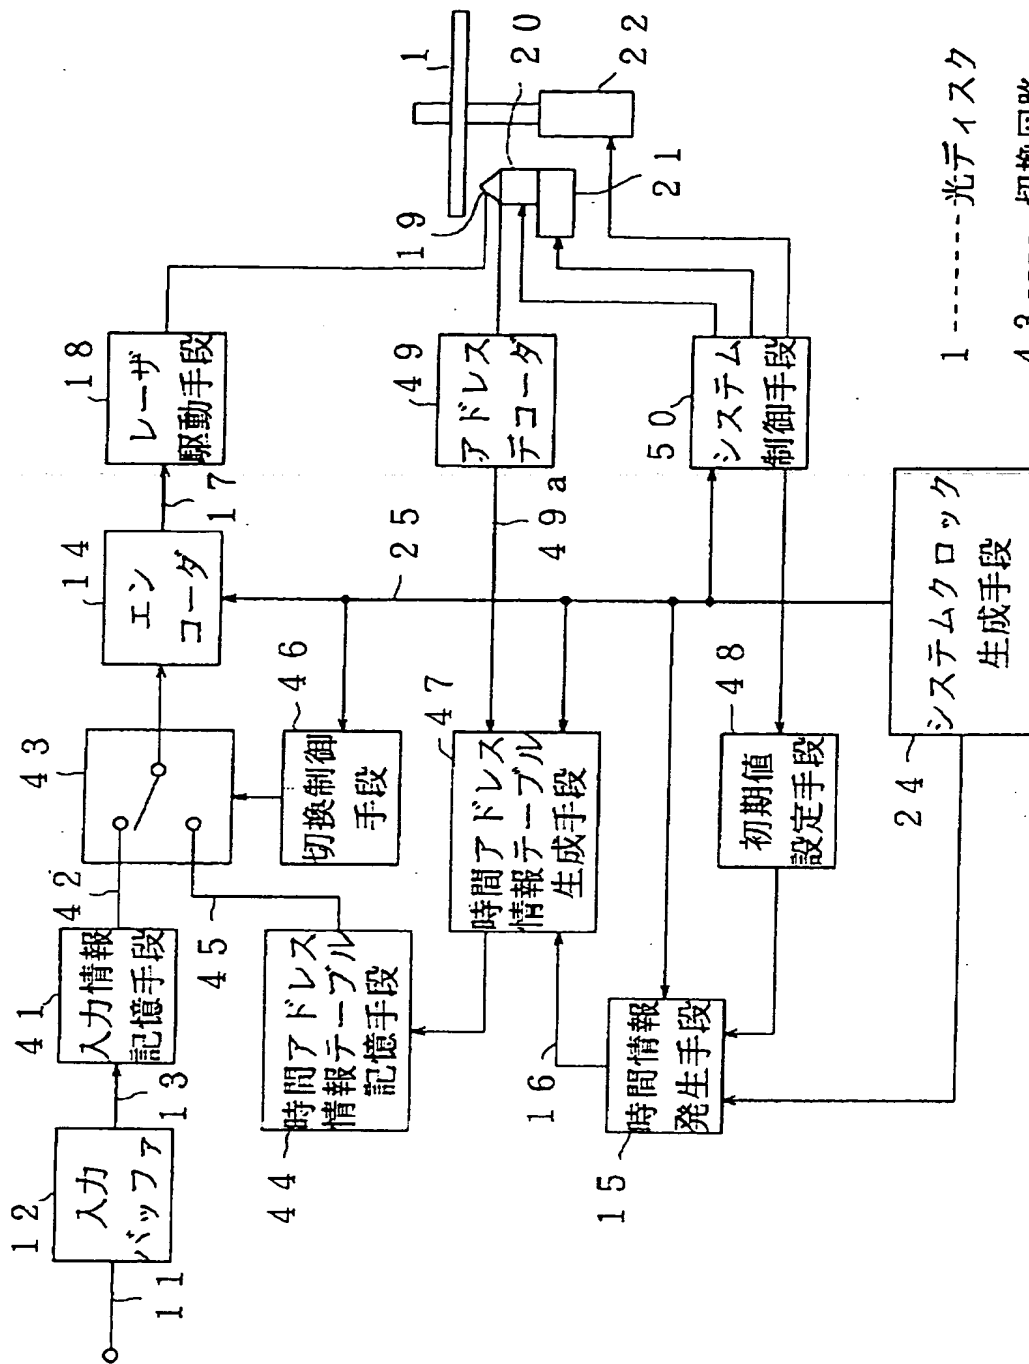 11
12
入力
バッファ
13
41
入力情報
記憶手段
42
43
14
エン
コーダ
17
18
レーザ
駆動手段
45
44
時間アドレス
情報テーブル
記憶手段
46
切換制御
手段
25
47
時間アドレス
情報テーブル
生成手段
49a
49
アドレス
デコーダ
19
1
20
21
22
16
15
時間情報
発生手段
48
初期値
設定手段
50
システム
制御手段
24
システムクロック
生成手段
1-------光ディスク
43 ---- 切換回路